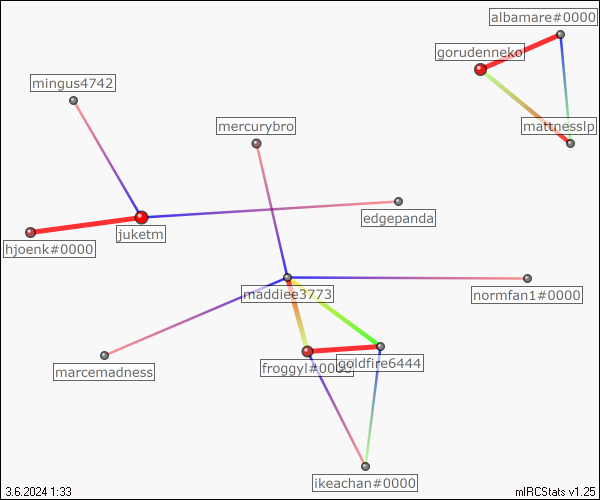 albamare#0000
gorudenneko
mingus4742
mercurybro
mattnesslp
edgepanda
juketm
hjoenk#0000
maddiee3773
normfan1#0000
goldfire6444
froggyl#0000
marcemadness
ikeachan#0000
3.6.2024 1:33
mIRCStats v1.25